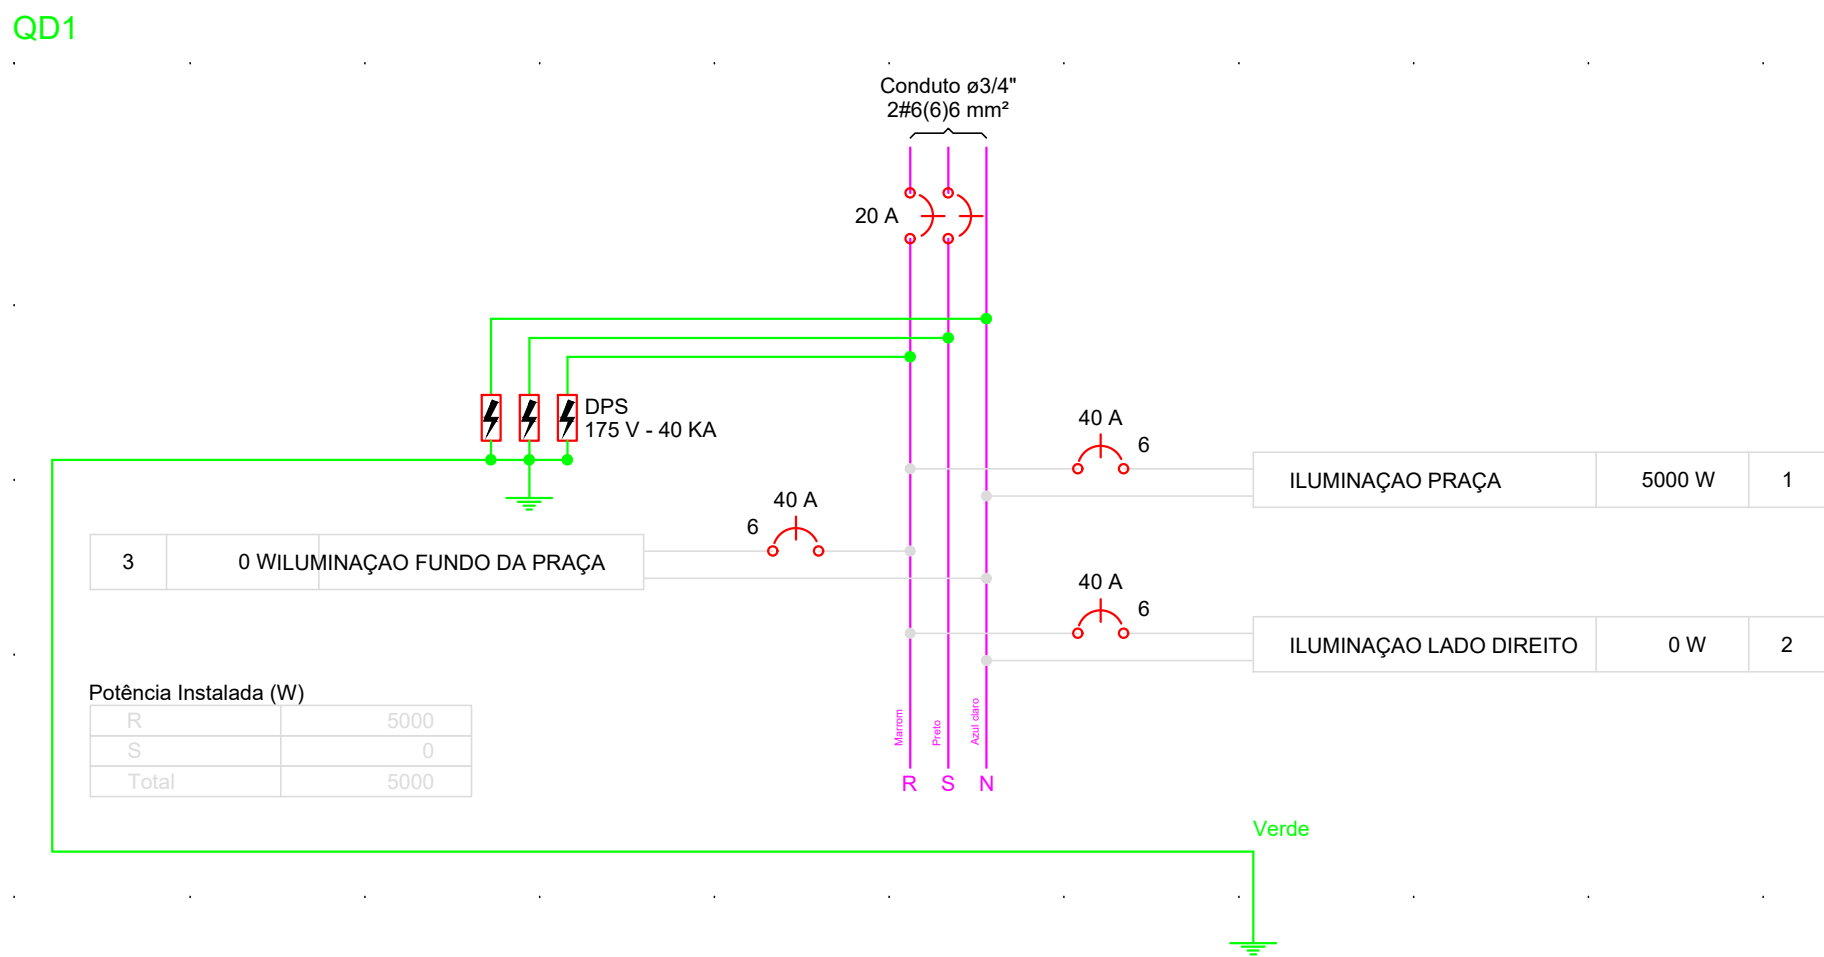 QD1
Conduto ø3/4"
2#6(6)6 mm²
20 A
DPS
175 V - 40 KA
40 A
6
ILUMINAÇAO PRAÇA 5000 W 1
40 A
6
3 0 W ILUMINAÇAO FUNDO DA PRAÇA
40 A
6
ILUMINAÇAO LADO DIREITO 0 W 2
Potência Instalada (W)
R 5000
S 0
Total 5000
Marrom
Preto
Azul claro
R S N
Verde